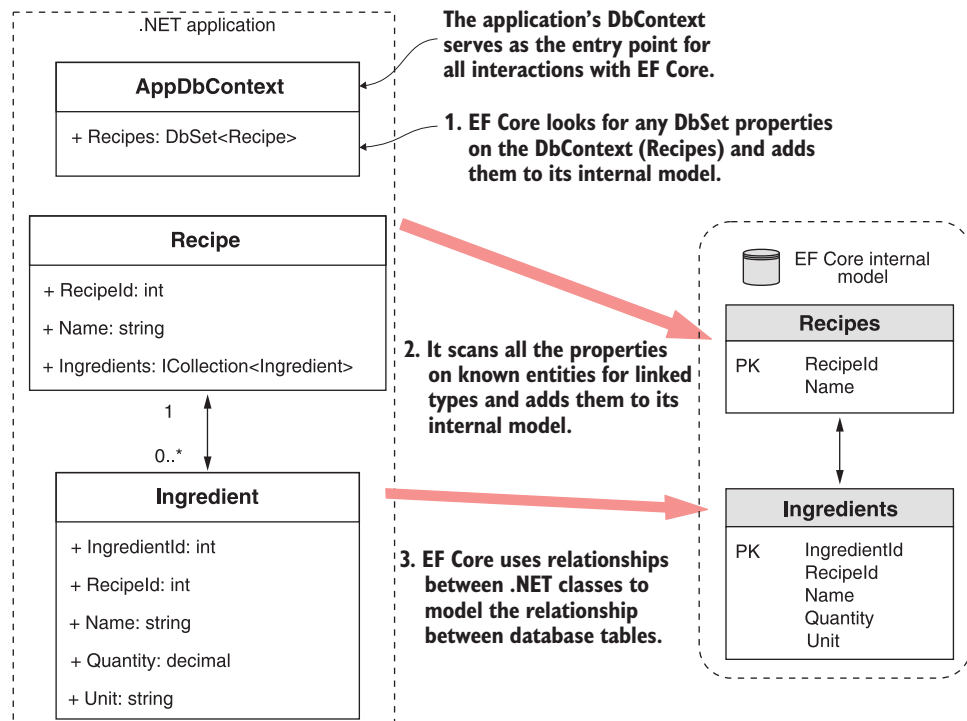 .NET application
AppDbContext
+ Recipes: DbSet<Recipe>
The application's DbContext
serves as the entry point for
all interactions with EF Core.
1. EF Core looks for any DbSet properties
on the DbContext (Recipes) and adds
them to its internal model.
Recipe
+ RecipeId: int
+ Name: string
+ Ingredients: ICollection<Ingredient>
1
0..*
2. It scans all the properties
on known entities for linked
types and adds them to its
internal model.
Ingredient
+ IngredientId: int
+ RecipeId: int
+ Name: string
+ Quantity: decimal
+ Unit: string
3. EF Core uses relationships
between .NET classes to
model the relationship
between database tables.
EF Core internal
model
Recipes
PK RecipeId
Name
Ingredients
PK IngredientId
RecipeId
Name
Quantity
Unit